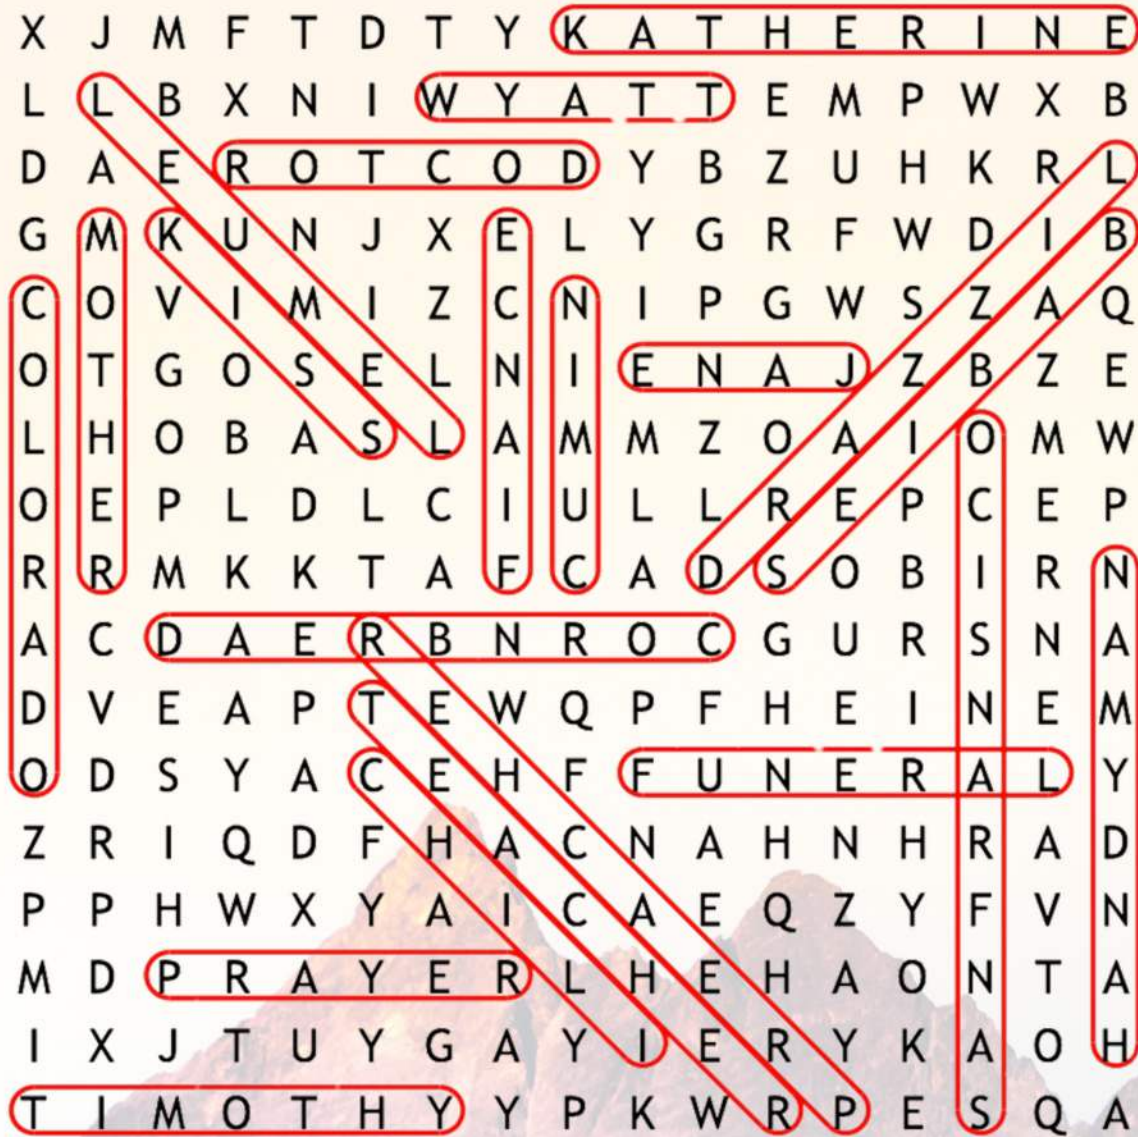 X J M F T D T Y K A T H E R I N E
L L B X N I W Y A T T E M P W X B
D A E R O T C O D Y B Z U H K R L
G M K U N J X E L Y G R F W D I B
C O V I M I Z C N I P G W S Z A Q
O T G O S E L N I E N A J Z B Z E
L H O B A S L A M M Z O A I O M W
O E P L D L C I U L L R E P C E P
R R M K K T A F C A D S O B I R N
A C D A E R B N R O C G U R S N A
D V E A P T E W Q P F H E I N E M
O D S Y A C E H F F U N E R A L Y
Z R I Q D F H A C N A H N H R A D
P P H W X Y A I C A E Q Z Y F V N
M D P R A Y E R L H E H A O N T A
I X J T U Y G A Y I E R Y K A O H
T I M O T H Y Y P K W R P E S Q A